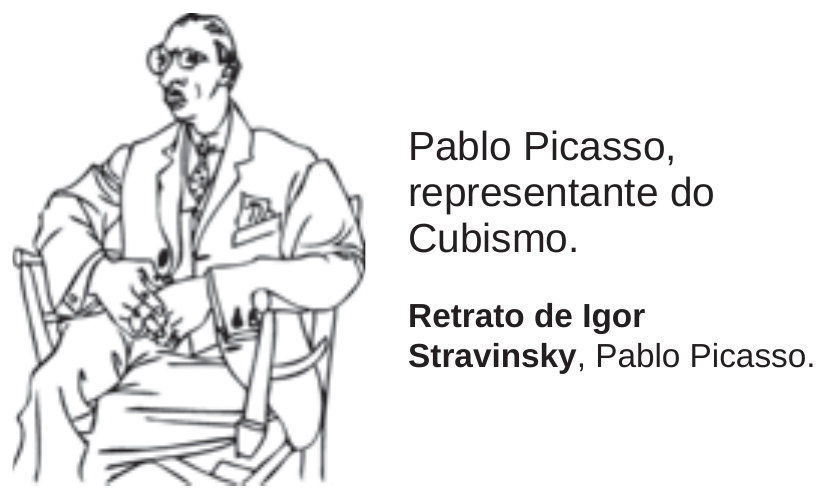 Pablo Picasso,
representante do
Cubismo.
Retrato de Igor
Stravinsky, Pablo Picasso.